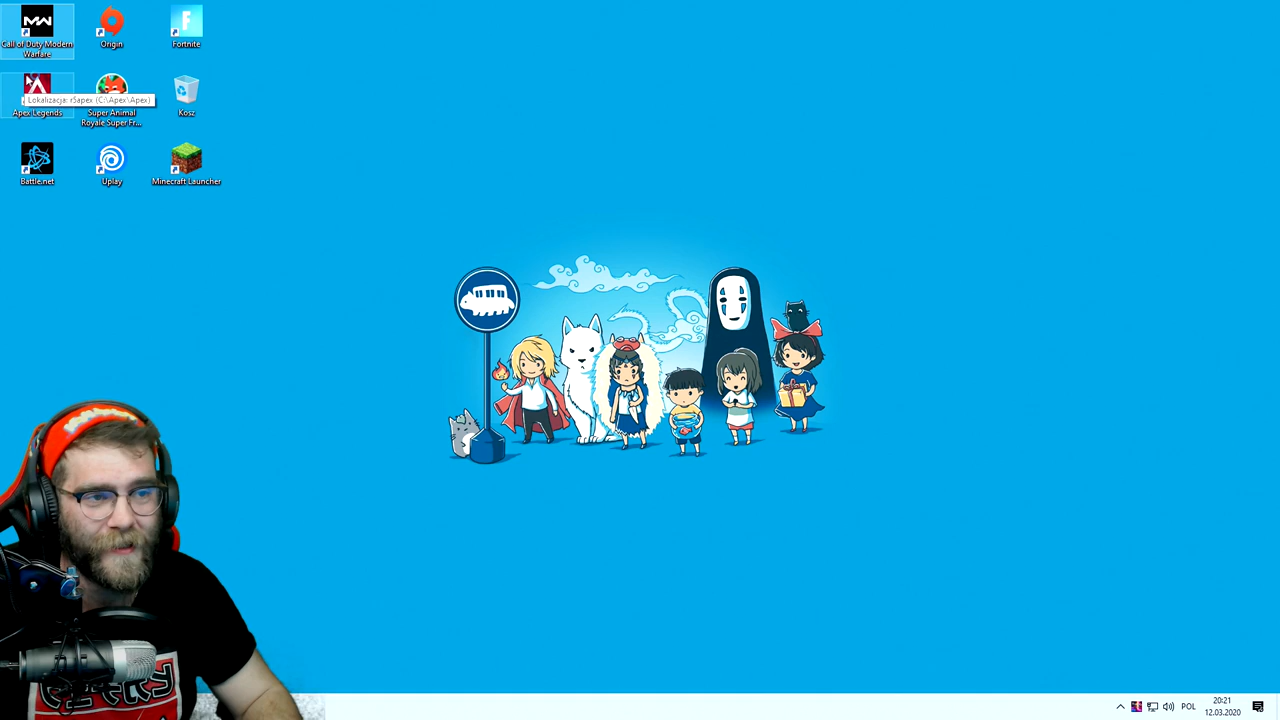 MW
Call of Duty Modern
Warfare
Origin
F
Fortnite
Lokalizacja: r5apex (C:\Apex\Apex)
Apex Legends
Super Animal
Royale Super Fr...
Kosz
Battle.net
Uplay
Minecraft Launcher
POL
20:21
12.03.2020